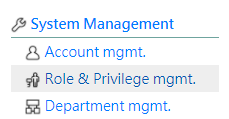 System Management
Account mgmt.
Role & Privilege mgmt.
Department mgmt.